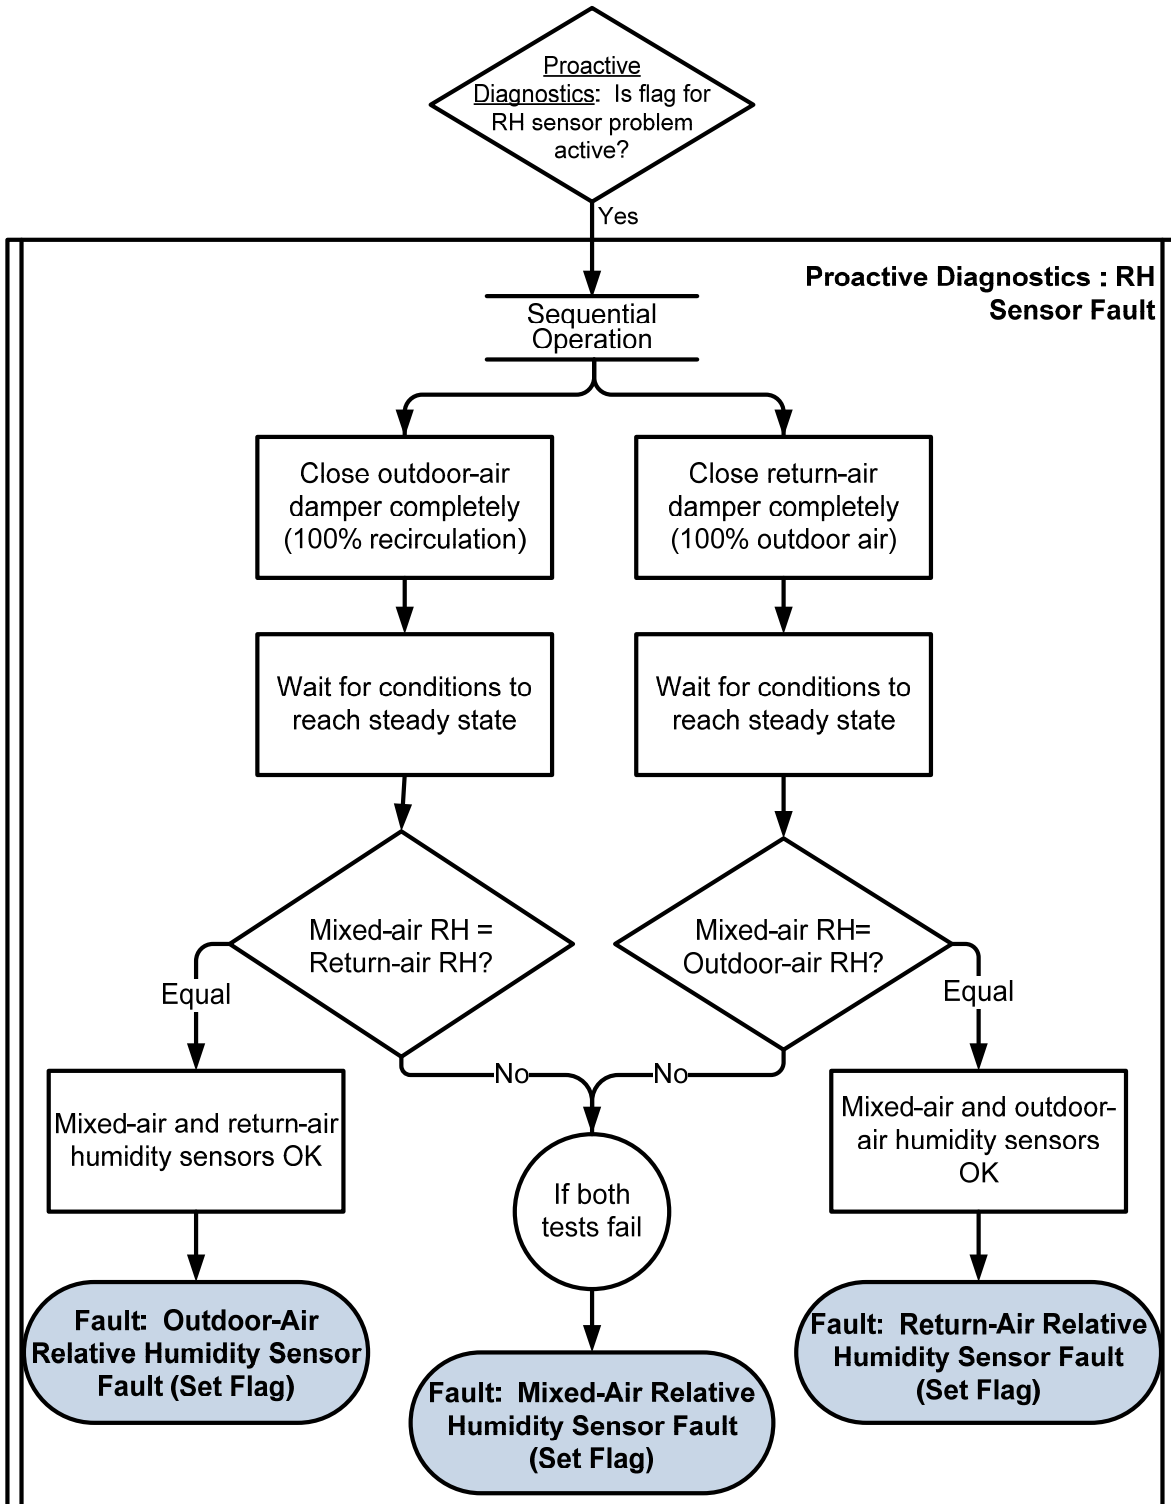 Proactive
Diagnostics:  Is flag for
RH sensor problem
active?
Yes
Proactive Diagnostics : RH
Sensor Fault
Sequential
Operation
Close outdoor-air
damper completely
(100% recirculation)
Close return-air
damper completely
(100% outdoor air)
Wait for conditions to
reach steady state
Wait for conditions to
reach steady state
Mixed-air RH =
Return-air RH?
Mixed-air RH=
Outdoor-air RH?
Equal
Equal
No
No
Mixed-air and return-air
humidity sensors OK
Mixed-air and outdoor-
air humidity sensors
OK
If both
tests fail
Fault:  Outdoor-Air
Relative Humidity Sensor
Fault (Set Flag)
Fault:  Mixed-Air Relative
Humidity Sensor Fault
(Set Flag)
Fault:  Return-Air Relative
Humidity Sensor Fault
(Set Flag)